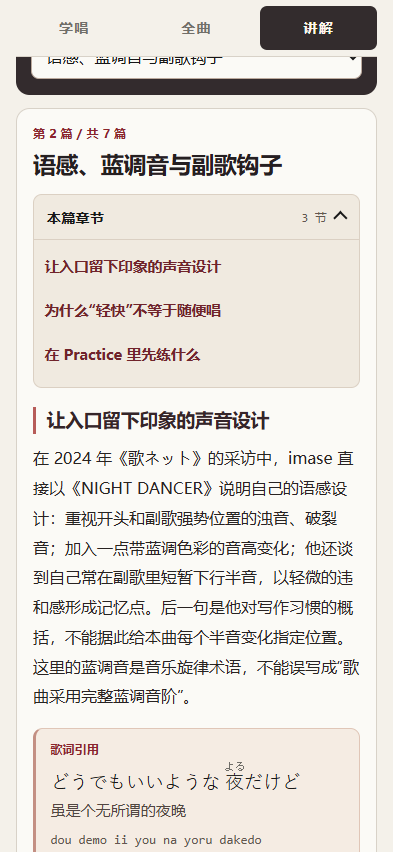 学唱 全曲 讲解
语感、蓝调音与副歌钩子
第 2 篇 / 共 7 篇
语感、蓝调音与副歌钩子
本篇章节 3 节
让入口留下印象的声音设计
为什么“轻快”不等于随便唱
在 Practice 里先练什么
让入口留下印象的声音设计
在 2024 年《歌ネット》的采访中，imase 直
接以《NIGHT DANCER》说明自己的语感设
计：重视开头和副歌强势位置的浊音、破裂
音；加入一点带蓝调色彩的音高变化；他还谈
到自己常在副歌里短暂下行半音，以轻微的违
和感形成记忆点。后一句是他对写作习惯的概
括，不能据此给本曲每个半音变化指定位置。
这里的蓝调音是音乐旋律术语，不能误写成“歌
曲采用完整蓝调音阶”。
歌词引用
よる
どうでもいいような 夜だけど
虽是个无所谓的夜晚
dou demo ii you na yoru dakedo